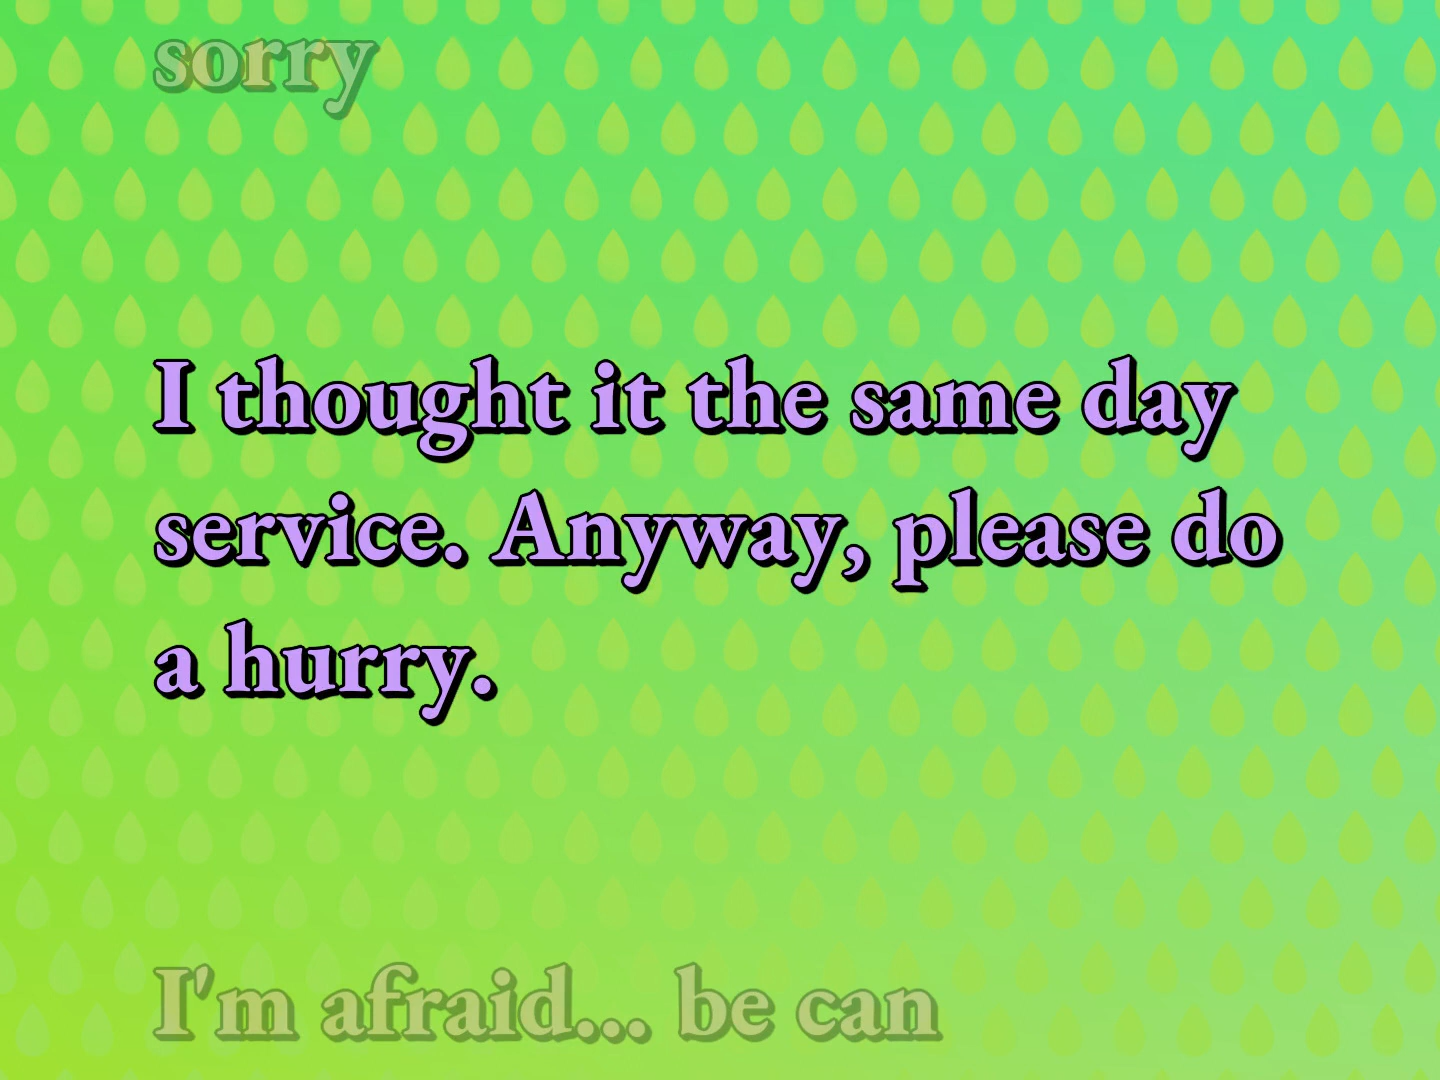 sorry
I thought it the same day
service. Anyway, please do
a hurry.
I'm afraid... be can